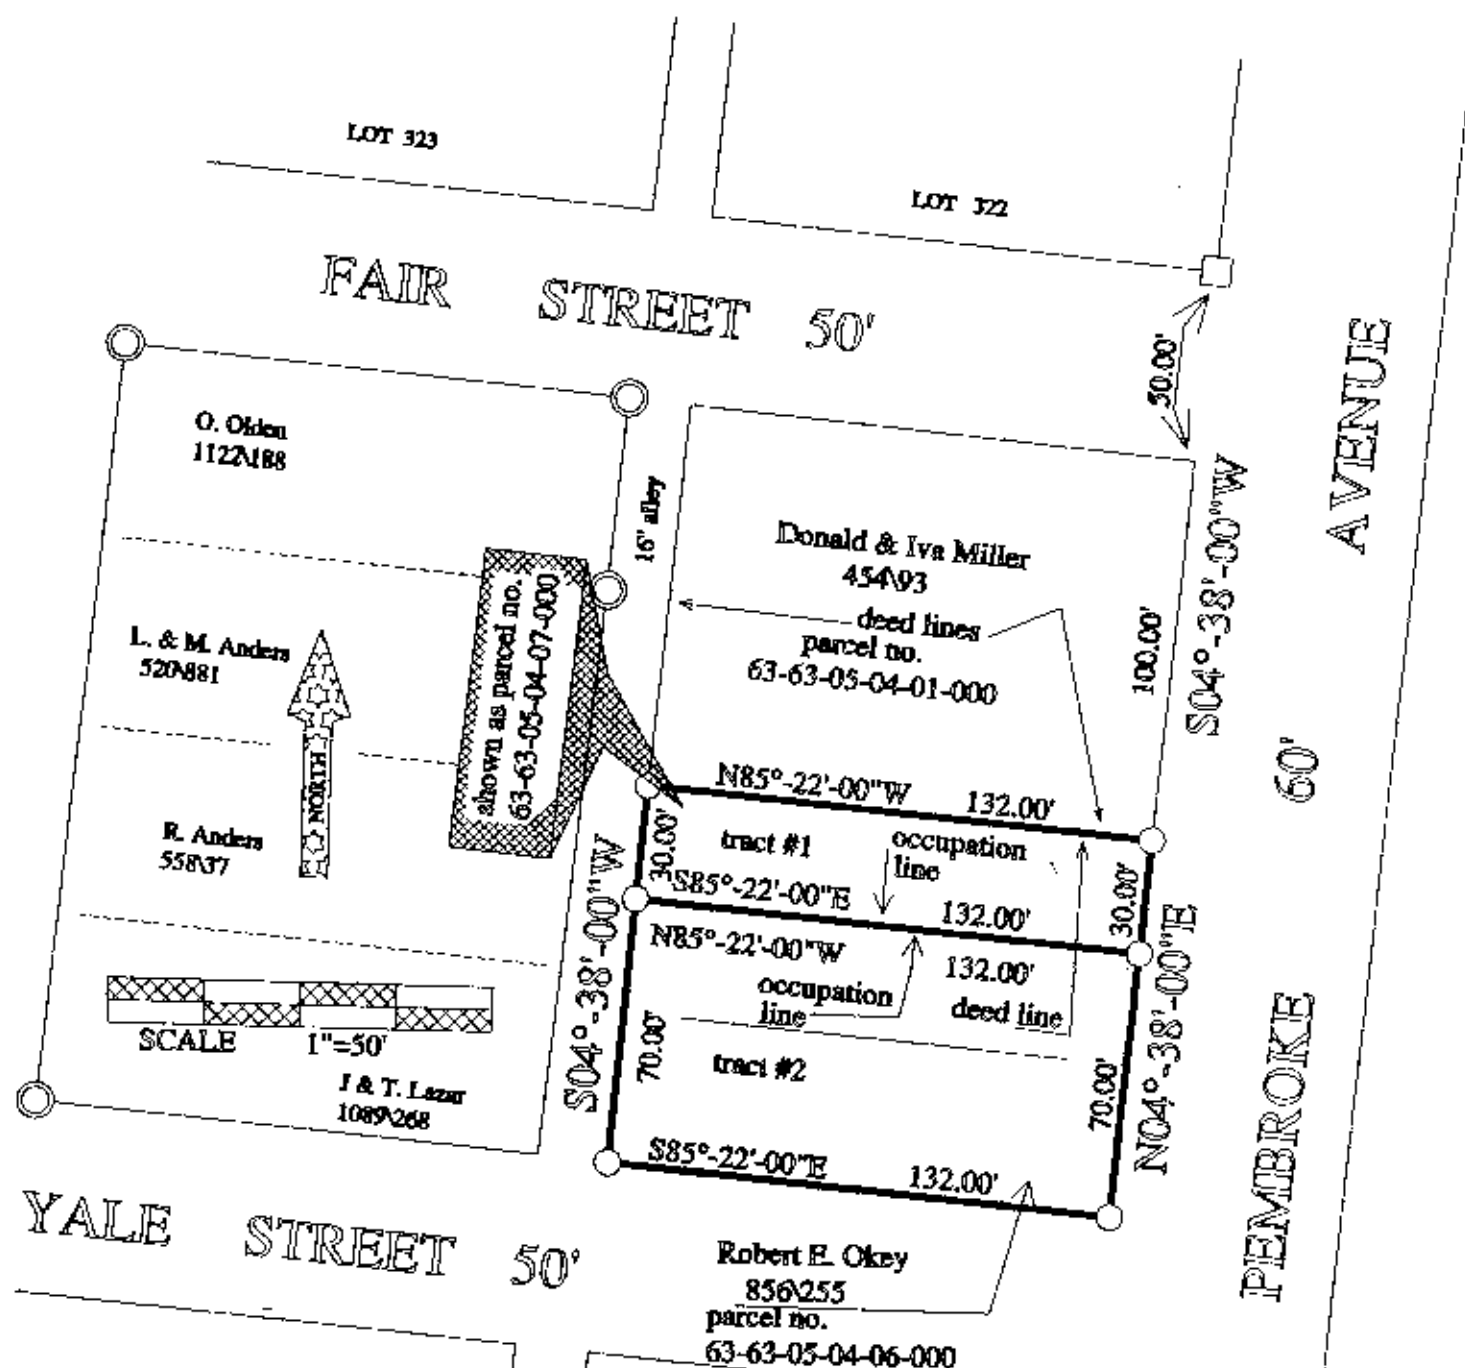 LOT 323
LOT 322
FAIR STREET 50'
50.00'
AVENUE
O. Olden
1122\188
16" alley
S04°-38'-00"W
Donald & Iva Miller
454\93
deed lines
parcel no.
63-63-05-04-01-000
100.00'
shown as parcel no.
63-63-05-04-07-000
L. & M. Anders
520\881
NORTH
60'
N85°-22'-00"W 132.00'
R. Anders
558\37
30.00'
tract #1
occupation
line
30.00'
S85°-22'-00"E 132.00'
S04°-38'-00"W
N85°-22'-00"W 132.00'
occupation
line
deed line
N04°-38'-00"E
SCALE 1"=50'
70.00'
tract #2
70.00'
J & T. Lazar
1089\268
S85°-22'-00"E 132.00'
PEMBROKE
YALE STREET 50'
Robert E. Okey
856\255
parcel no.
63-63-05-04-06-000